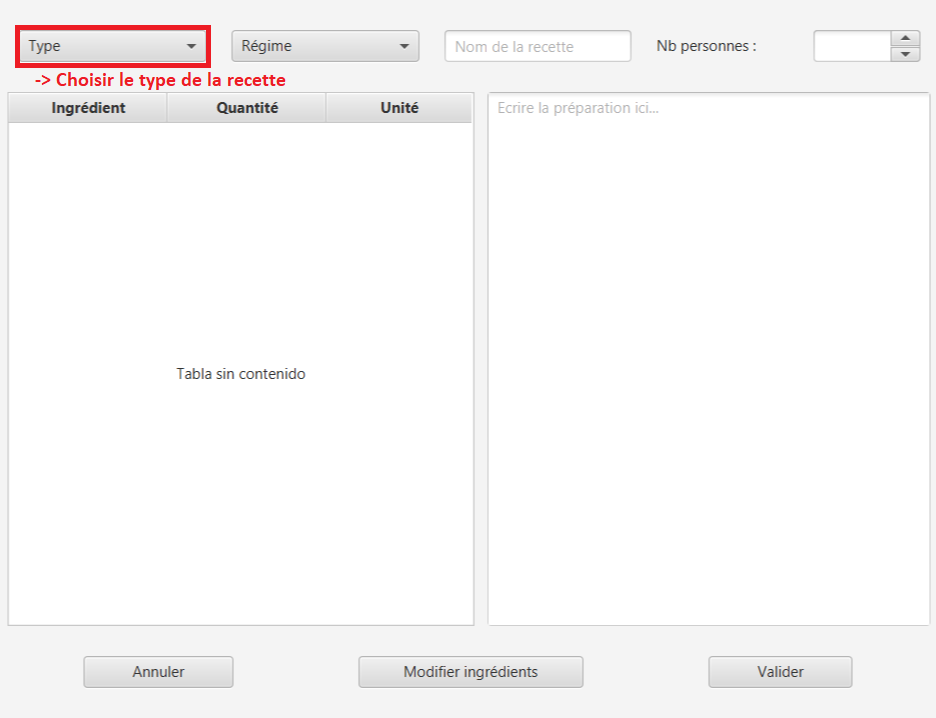 Type Régime Nom de la recette Nb personnes :
-> Choisir le type de la recette
Ingrédient Quantité Unité
Ecrire la préparation ici...
Tabla sin contenido
Annuler Modifier ingrédients Valider